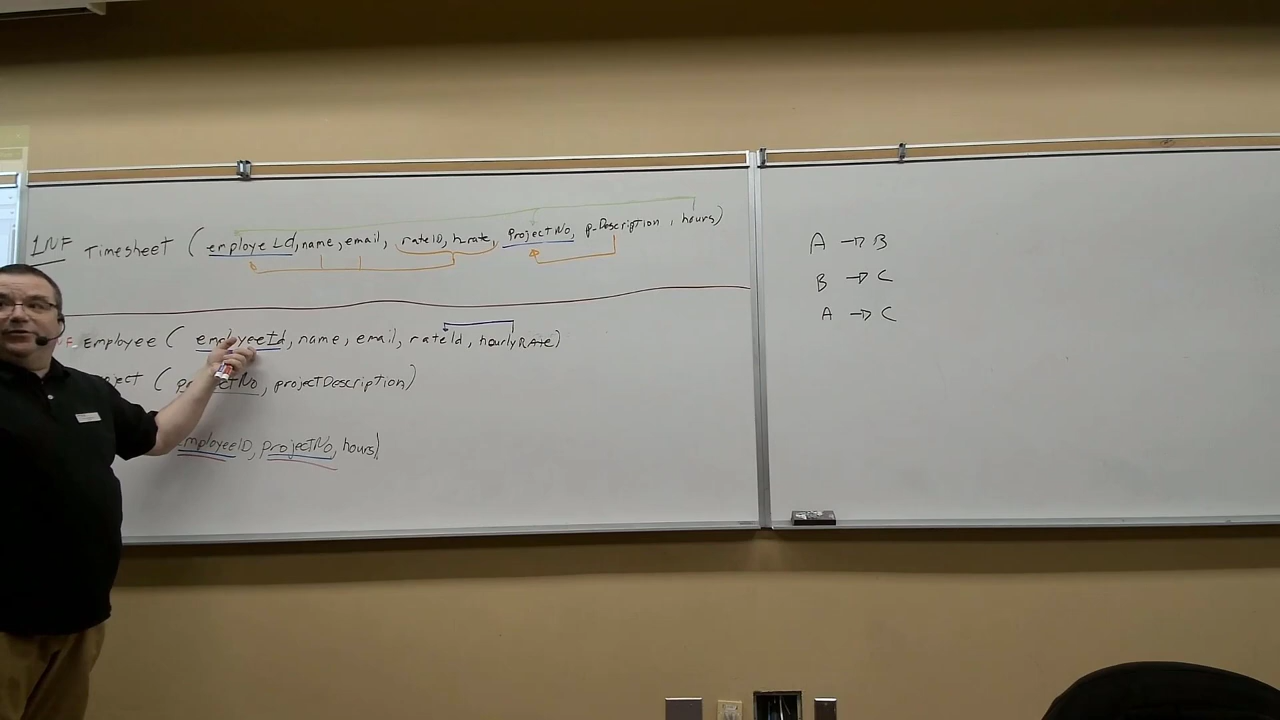 1NF Timesheet (employeeId, name, email, rateID, h.rate, projectNo, p-Description, hours)
Employee ( employeeId, name, email, rateId, hourlyRate)
ject (projectNo, projectDescription)
employeeID, projectNo, hours)
A → B
B → C
A → C